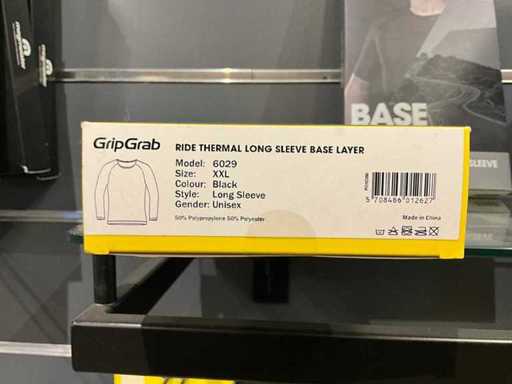 BASE
SLEEVE
GripGrab
RIDE THERMAL LONG SLEEVE BASE LAYER
Model: 6029
Size: XXL
Colour: Black
Style: Long Sleeve
Gender: Unisex
50% Polypropylene 50% Polyester
5 708486 012627
Made in China